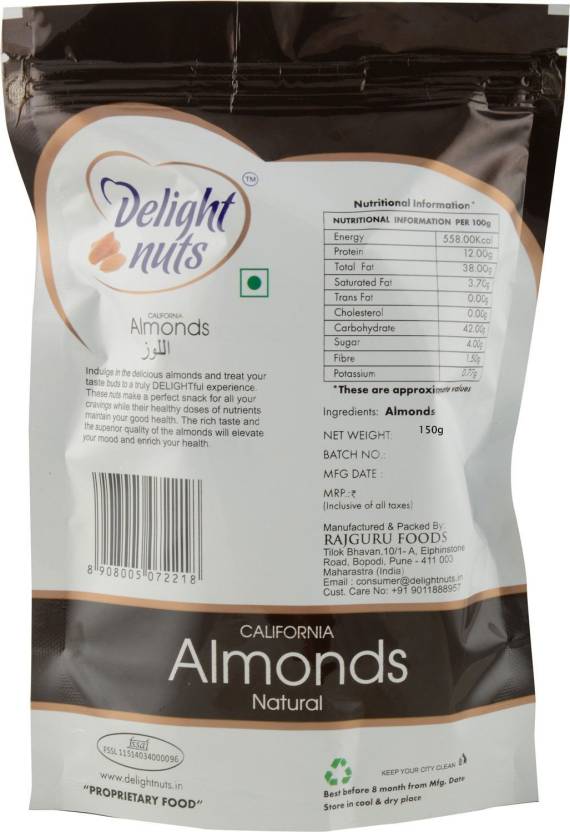 Delight
nuts
TM
CALIFORNIA
Almonds
اللوز
Indulge in the delicious almonds and treat your
taste buds to a truly DELIGHTful experience.
These nuts make a perfect snack for all your
cravings while their healthy doses of nutrients
maintain your good health. The rich taste and
the superior quality of the almonds will elevate
your mood and enrich your health.
8 908005 072218
Nutritional Information*
NUTRITIONAL INFORMATION PER 100g
Energy 558.00Kcal
Protein 12.00g
Total Fat 38.00g
Saturated Fat 3.70g
Trans Fat 0.00g
Cholesterol 0.00g
Carbohydrate 42.00g
Sugar 4.00g
Fibre 1.50g
Potassium 0.77g
*These are approximate values
Ingredients: Almonds
NET WEIGHT: 150g
BATCH NO.:
MFG DATE :
MRP.:₹
(Inclusive of all taxes)
Manufactured & Packed By:
RAJGURU FOODS
Tilok Bhavan, 10/1- A, Elphinstone
Road, Bopodi, Pune - 411 003
Maharastra (India)
Email : consumer@delightnuts.in
Cust. Care No: +91 9011888957
CALIFORNIA
Almonds
Natural
fssai
FSSL 11514034000096
www.delightnuts.in
"PROPRIETARY FOOD"
KEEP YOUR CITY CLEAN
Best before 8 month from Mfg. Date
Store in cool & dry place